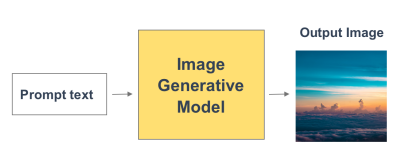 Output Image
Image
Generative
Model
Prompt text